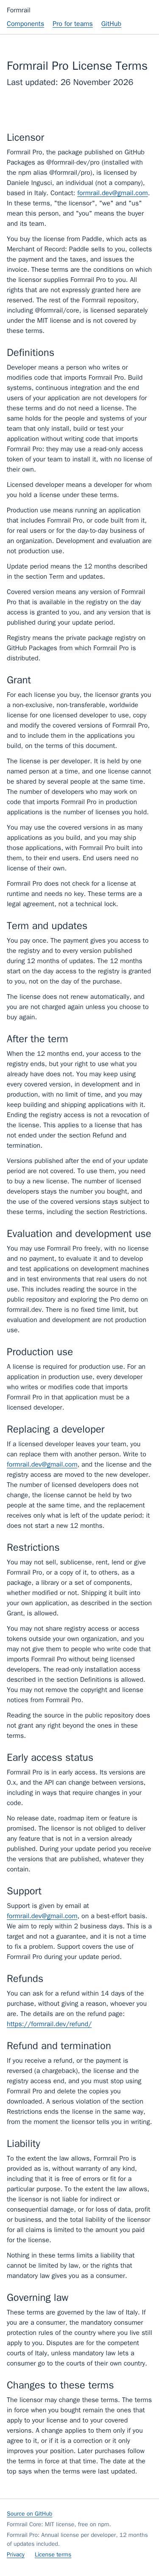 Formrail
Components Pro for teams GitHub
Formrail Pro License Terms
Last updated: 26 November 2026
Licensor
Formrail Pro, the package published on GitHub
Packages as @formrail-dev/pro (installed with
the npm alias @formrail/pro), is licensed by
Daniele Ingusci, an individual (not a company),
based in Italy. Contact: formrail.dev@gmail.com.
In these terms, "the licensor", "we" and "us"
mean this person, and "you" means the buyer
and its team.
You buy the license from Paddle, which acts as
Merchant of Record: Paddle sells to you, collects
the payment and the taxes, and issues the
invoice. These terms are the conditions on which
the licensor supplies Formrail Pro to you. All
rights that are not expressly granted here are
reserved. The rest of the Formrail repository,
including @formrail/core, is licensed separately
under the MIT license and is not covered by
these terms.
Definitions
Developer means a person who writes or
modifies code that imports Formrail Pro. Build
systems, continuous integration and the end
users of your application are not developers for
these terms and do not need a license. The
same holds for the people and systems of your
team that only install, build or test your
application without writing code that imports
Formrail Pro: they may use a read-only access
token of your team to install it, with no license of
their own.
Licensed developer means a developer for whom
you hold a license under these terms.
Production use means running an application
that includes Formrail Pro, or code built from it,
for real users or for the day-to-day business of
an organization. Development and evaluation are
not production use.
Update period means the 12 months described
in the section Term and updates.
Covered version means any version of Formrail
Pro that is available in the registry on the day
access is granted to you, and any version that is
published during your update period.
Registry means the private package registry on
GitHub Packages from which Formrail Pro is
distributed.
Grant
For each license you buy, the licensor grants you
a non-exclusive, non-transferable, worldwide
license for one licensed developer to use, copy
and modify the covered versions of Formrail Pro,
and to include them in the applications you
build, on the terms of this document.
The license is per developer. It is held by one
named person at a time, and one license cannot
be shared by several people at the same time.
The number of developers who may work on
code that imports Formrail Pro in production
applications is the number of licenses you hold.
You may use the covered versions in as many
applications as you build, and you may ship
those applications, with Formrail Pro built into
them, to their end users. End users need no
license of their own.
Formrail Pro does not check for a license at
runtime and needs no key. These terms are a
legal agreement, not a technical lock.
Term and updates
You pay once. The payment gives you access to
the registry and to every version published
during 12 months of updates. The 12 months
start on the day access to the registry is granted
to you, not on the day of the purchase.
The license does not renew automatically, and
you are not charged again unless you choose to
buy again.
After the term
When the 12 months end, your access to the
registry ends, but your right to use what you
already have does not. You may keep using
every covered version, in development and in
production, with no limit of time, and you may
keep building and shipping applications with it.
Ending the registry access is not a revocation of
the license. This applies to a license that has
not ended under the section Refund and
termination.
Versions published after the end of your update
period are not covered. To use them, you need
to buy a new license. The number of licensed
developers stays the number you bought, and
the use of the covered versions stays subject to
these terms, including the section Restrictions.
Evaluation and development use
You may use Formrail Pro freely, with no license
and no payment, to evaluate it and to develop
and test applications on development machines
and in test environments that real users do not
use. This includes reading the source in the
public repository and exploring the Pro demo on
formrail.dev. There is no fixed time limit, but
evaluation and development are not production
use.
Production use
A license is required for production use. For an
application in production use, every developer
who writes or modifies code that imports
Formrail Pro in that application must be a
licensed developer.
Replacing a developer
If a licensed developer leaves your team, you
can replace them with another person. Write to
formrail.dev@gmail.com, and the license and the
registry access are moved to the new developer.
The number of licensed developers does not
change, the license cannot be held by two
people at the same time, and the replacement
receives only what is left of the update period: it
does not start a new 12 months.
Restrictions
You may not sell, sublicense, rent, lend or give
Formrail Pro, or a copy of it, to others, as a
package, a library or a set of components,
whether modified or not. Shipping it built into
your own application, as described in the section
Grant, is allowed.
You may not share registry access or access
tokens outside your own organization, and you
may not give them to people who write code that
imports Formrail Pro without being licensed
developers. The read-only installation access
described in the section Definitions is allowed.
You may not remove the copyright and license
notices from Formrail Pro.
Reading the source in the public repository does
not grant any right beyond the ones in these
terms.
Early access status
Formrail Pro is in early access. Its versions are
0.x, and the API can change between versions,
including in ways that require changes in your
code.
No release date, roadmap item or feature is
promised. The licensor is not obliged to deliver
any feature that is not in a version already
published. During your update period you receive
the versions that are published, whatever they
contain.
Support
Support is given by email at
formrail.dev@gmail.com, on a best-effort basis.
We aim to reply within 2 business days. This is a
target and not a guarantee, and it is not a time
to fix a problem. Support covers the use of
Formrail Pro during your update period.
Refunds
You can ask for a refund within 14 days of the
purchase, without giving a reason, whoever you
are. The details are on the refund page:
https://formrail.dev/refund/
Refund and termination
If you receive a refund, or the payment is
reversed (a chargeback), the license and the
registry access end, and you must stop using
Formrail Pro and delete the copies you
downloaded. A serious violation of the section
Restrictions ends the license in the same way,
from the moment the licensor tells you in writing.
Liability
To the extent the law allows, Formrail Pro is
provided as is, without warranty of any kind,
including that it is free of errors or fit for a
particular purpose. To the extent the law allows,
the licensor is not liable for indirect or
consequential damage, or for loss of data, profit
or business, and the total liability of the licensor
for all claims is limited to the amount you paid
for the license.
Nothing in these terms limits a liability that
cannot be limited by law, or the rights that
mandatory law gives you as a consumer.
Governing law
These terms are governed by the law of Italy. If
you are a consumer, the mandatory consumer
protection rules of the country where you live still
apply to you. Disputes are for the competent
courts of Italy, unless mandatory law lets a
consumer go to the courts of their own country.
Changes to these terms
The licensor may change these terms. The terms
in force when you bought remain the ones that
apply to your license and to your covered
versions. A change applies to them only if you
agree to it, or if it is a correction or it only
improves your position. Later purchases follow
the terms in force at that time. The date at the
top says when the terms were last updated.
Source on GitHub
Formrail Core: MIT license, free on npm.
Formrail Pro: Annual license per developer, 12 months
of updates included.
Privacy License terms